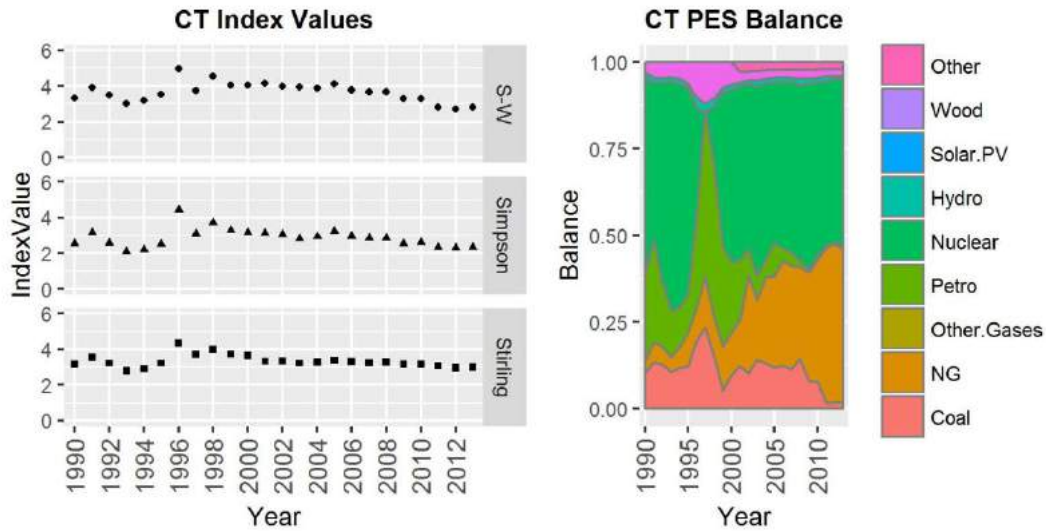 CT Index Values
IndexValue
6
4
2
0
S-W
6
4
2
0
Simpson
6
4
2
0
Stirling
1990
1992
1994
1996
1998
2000
2002
2004
2006
2008
2010
2012
Year
CT PES Balance
Balance
1.00
0.75
0.50
0.25
0.00
1990
1995
2000
2005
2010
Year
Other
Wood
Solar.PV
Hydro
Nuclear
Petro
Other.Gases
NG
Coal